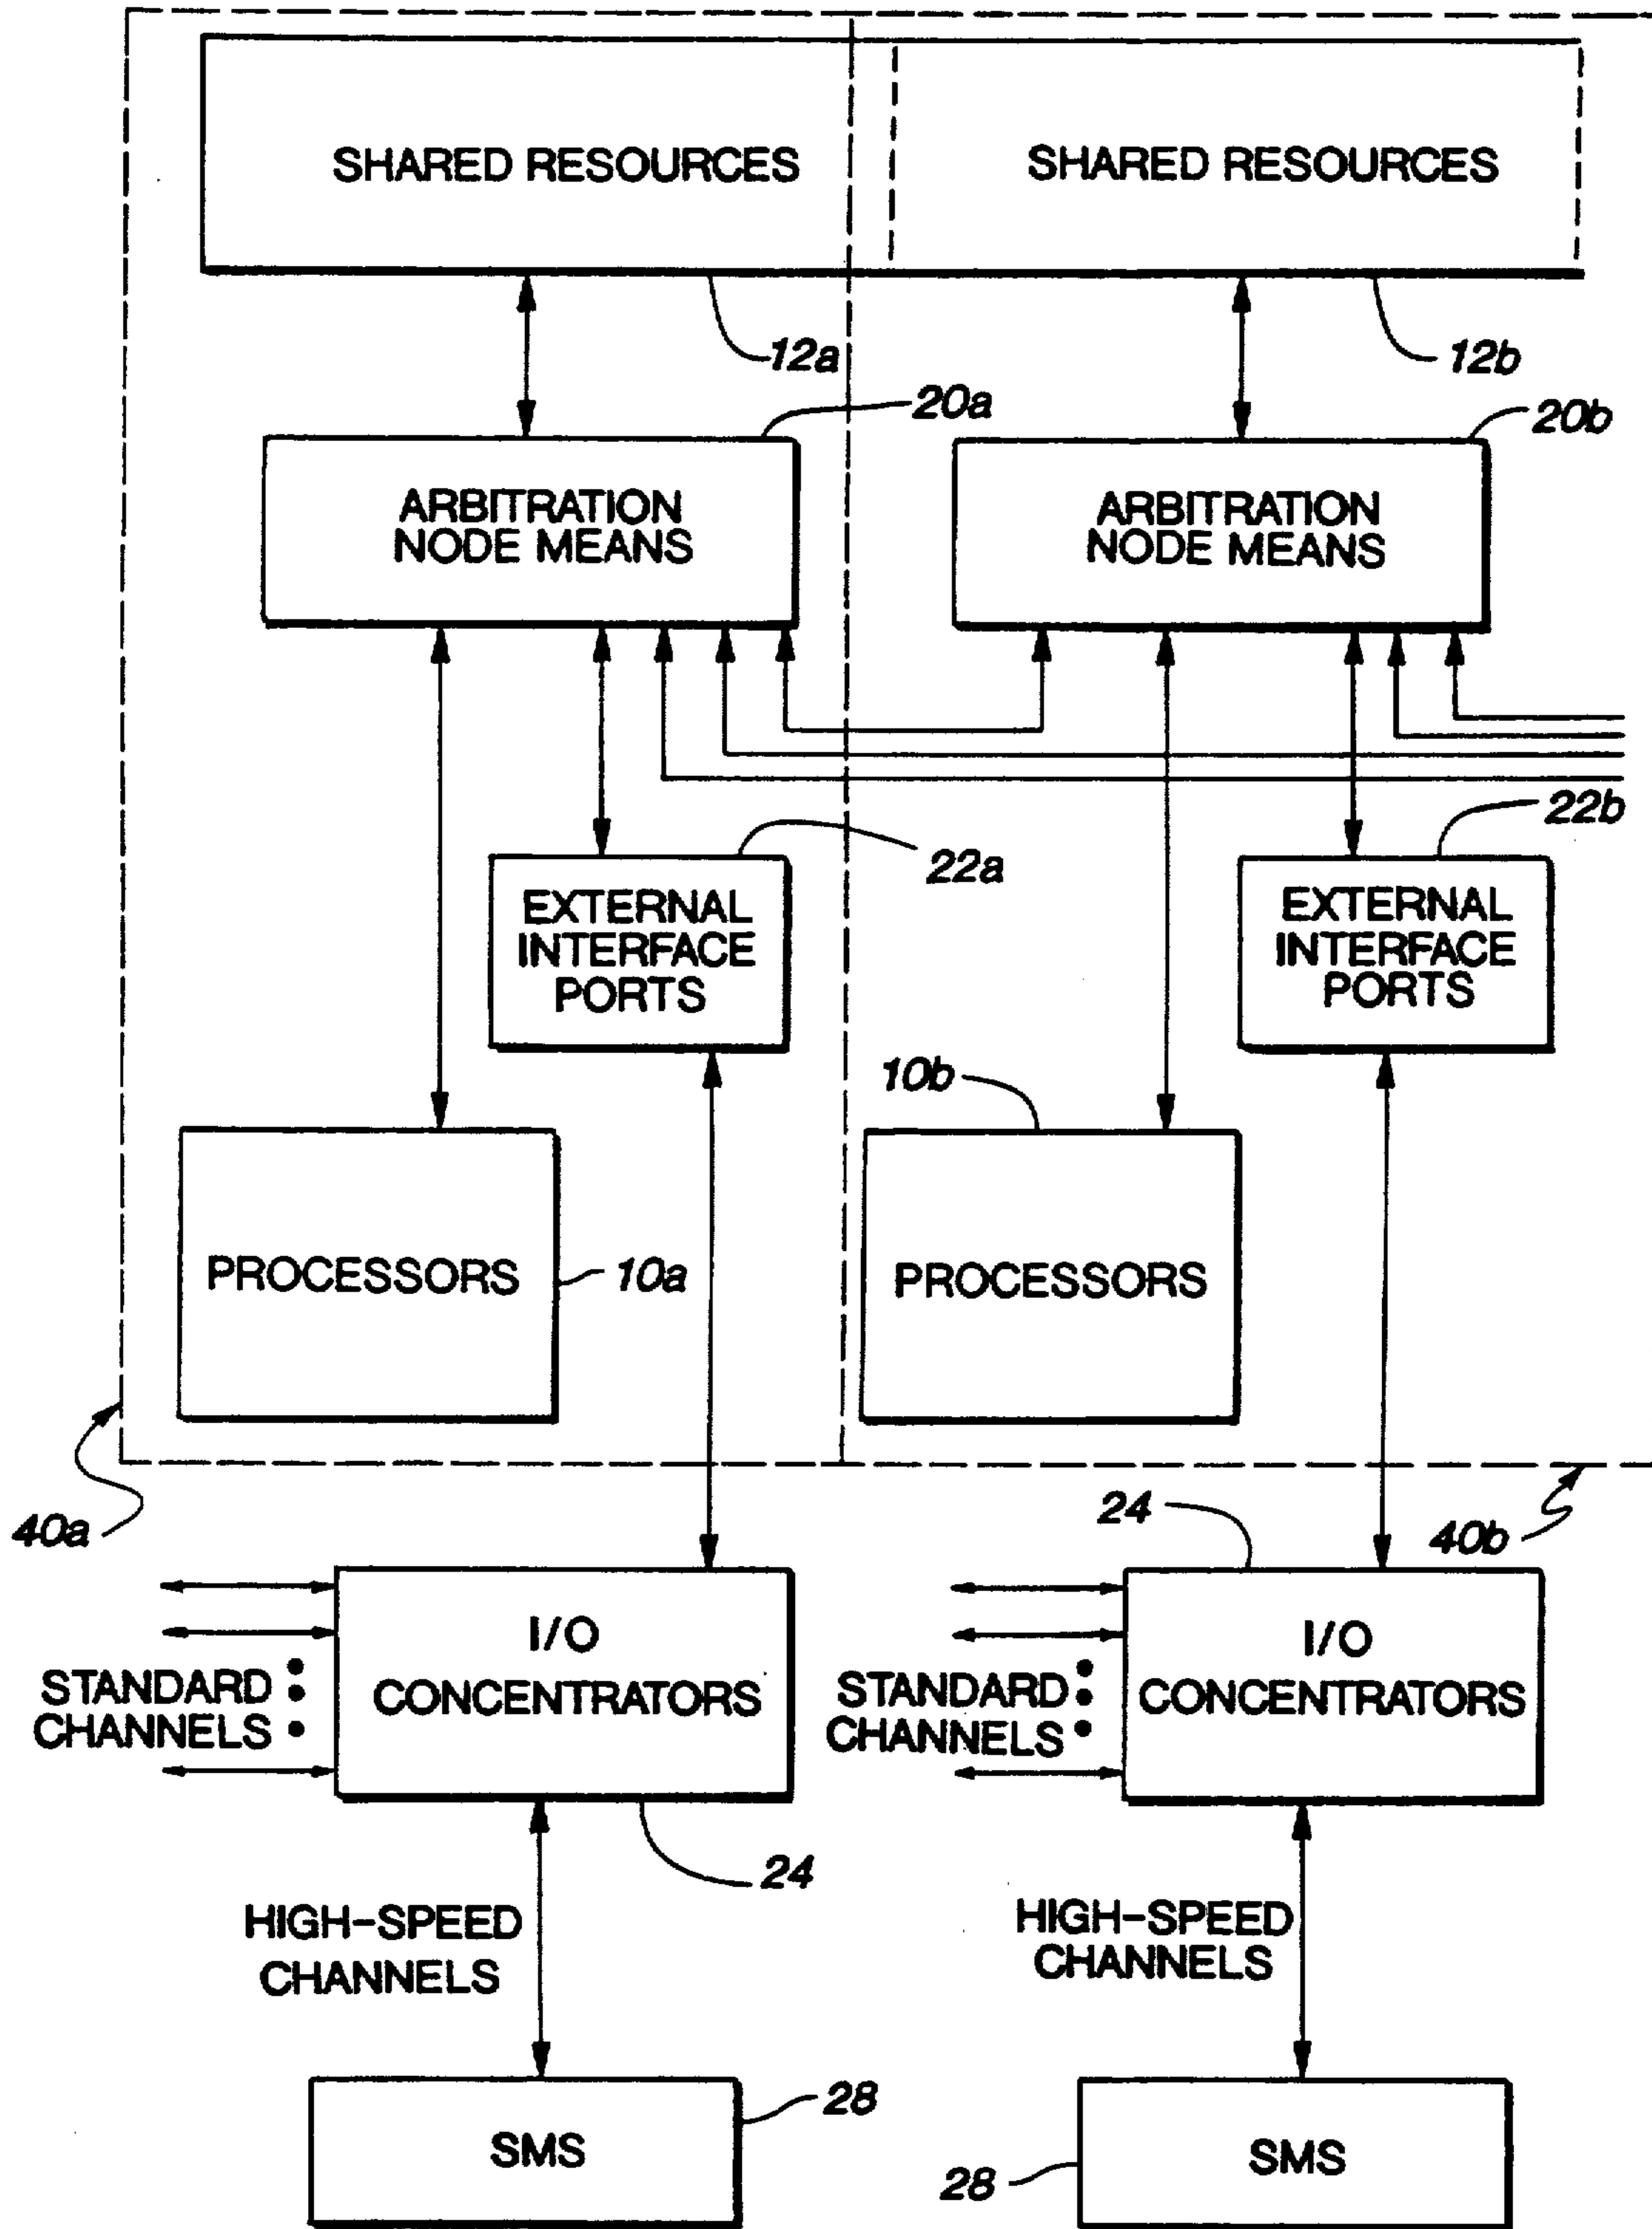 SHARED RESOURCES
SHARED RESOURCES
12a
12b
20a
20b
ARBITRATION
NODE MEANS
ARBITRATION
NODE MEANS
22a
22b
EXTERNAL
INTERFACE
PORTS
EXTERNAL
INTERFACE
PORTS
10b
PROCESSORS
10a
PROCESSORS
40a
24
40b
I/O
CONCENTRATORS
STANDARD
CHANNELS
I/O
CONCENTRATORS
STANDARD
CHANNELS
24
HIGH-SPEED
CHANNELS
HIGH-SPEED
CHANNELS
SMS
28
SMS
28